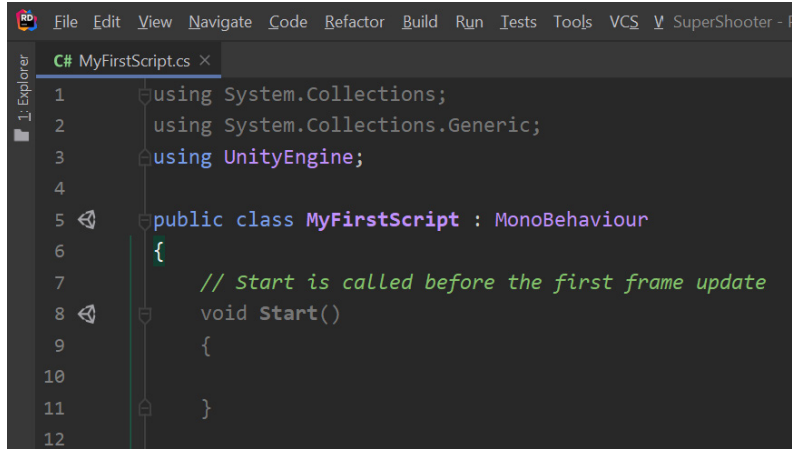 RD File Edit View Navigate Code Refactor Build Run Tests Tools VCS SuperShooter -
1: Explorer
C# MyFirstScript.cs ×
1 using System.Collections;
2 using System.Collections.Generic;
3 using UnityEngine;
4
5 public class MyFirstScript : MonoBehaviour
6 {
7 // Start is called before the first frame update
8 void Start()
9 {
10
11 }
12